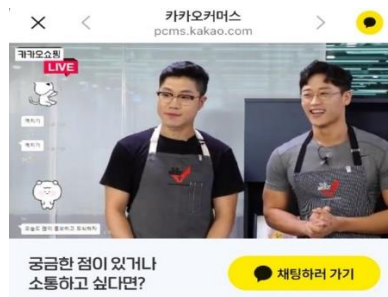 카카오커머스
pcms.kakao.com
카카오쇼핑
LIVE
궁금한 점이 있거나
소통하고 싶다면?
채팅하러 가기